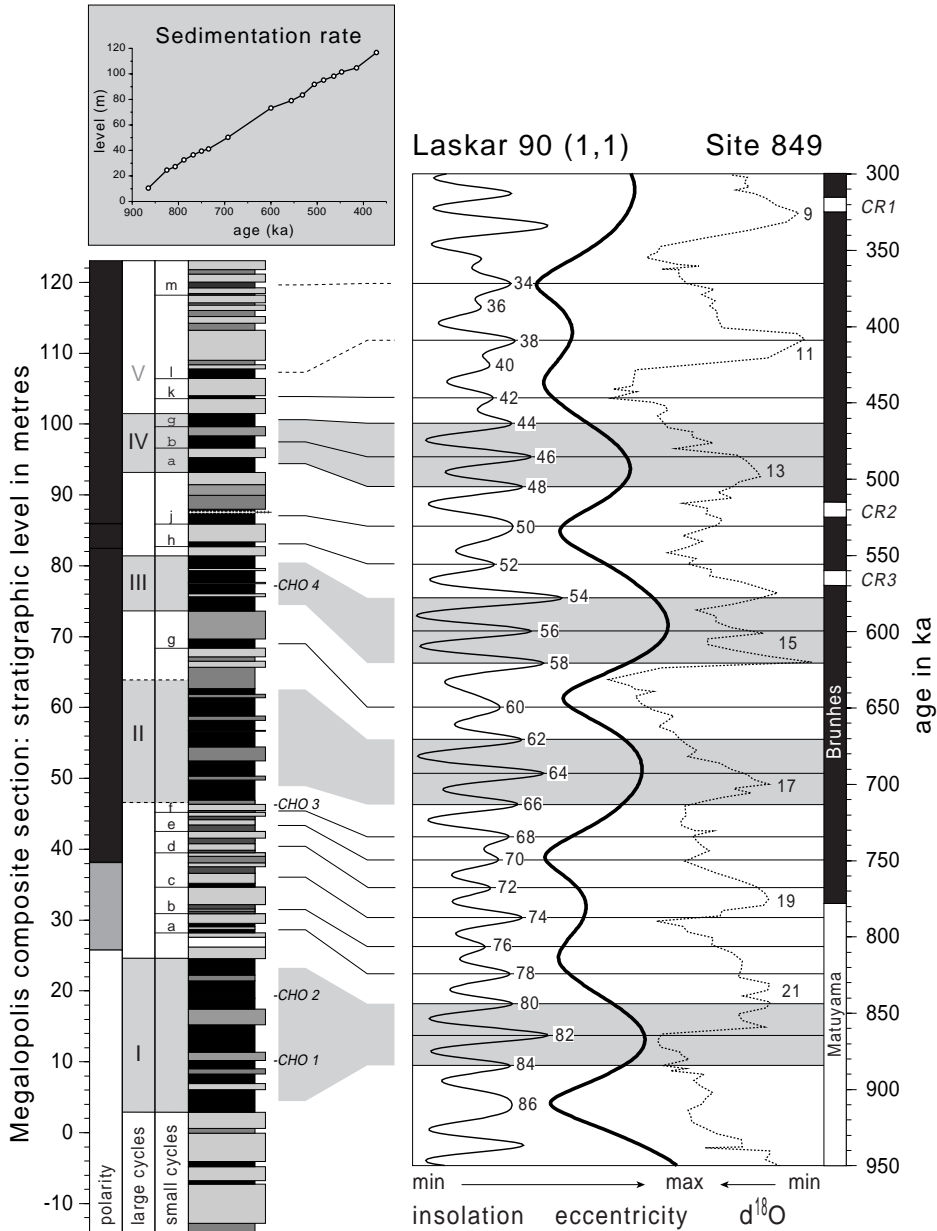 Sedimentation rate
level (m)
120
100
80
60
40
20
0
900
800
700
600
500
400
age (ka)
Laskar 90 (1,1)
Site 849
Megalopolis composite section: stratigraphic level in metres
120
110
100
90
80
70
60
50
40
30
20
10
0
-10
V
IV
III
II
I
m
l
k
g
b
a
j
h
g
f
e
d
c
b
a
-CHO 4
-CHO 3
-CHO 2
-CHO 1
polarity
large cycles
small cycles
34
36
38
40
42
44
46
48
50
52
54
56
58
60
62
64
66
68
70
72
74
76
78
80
82
84
86
9
11
13
15
17
19
21
CR1
CR2
CR3
Brunhes
Matuyama
300
350
400
450
500
550
600
650
700
750
800
850
900
950
age in ka
min
max
min
insolation
eccentricity
d18O